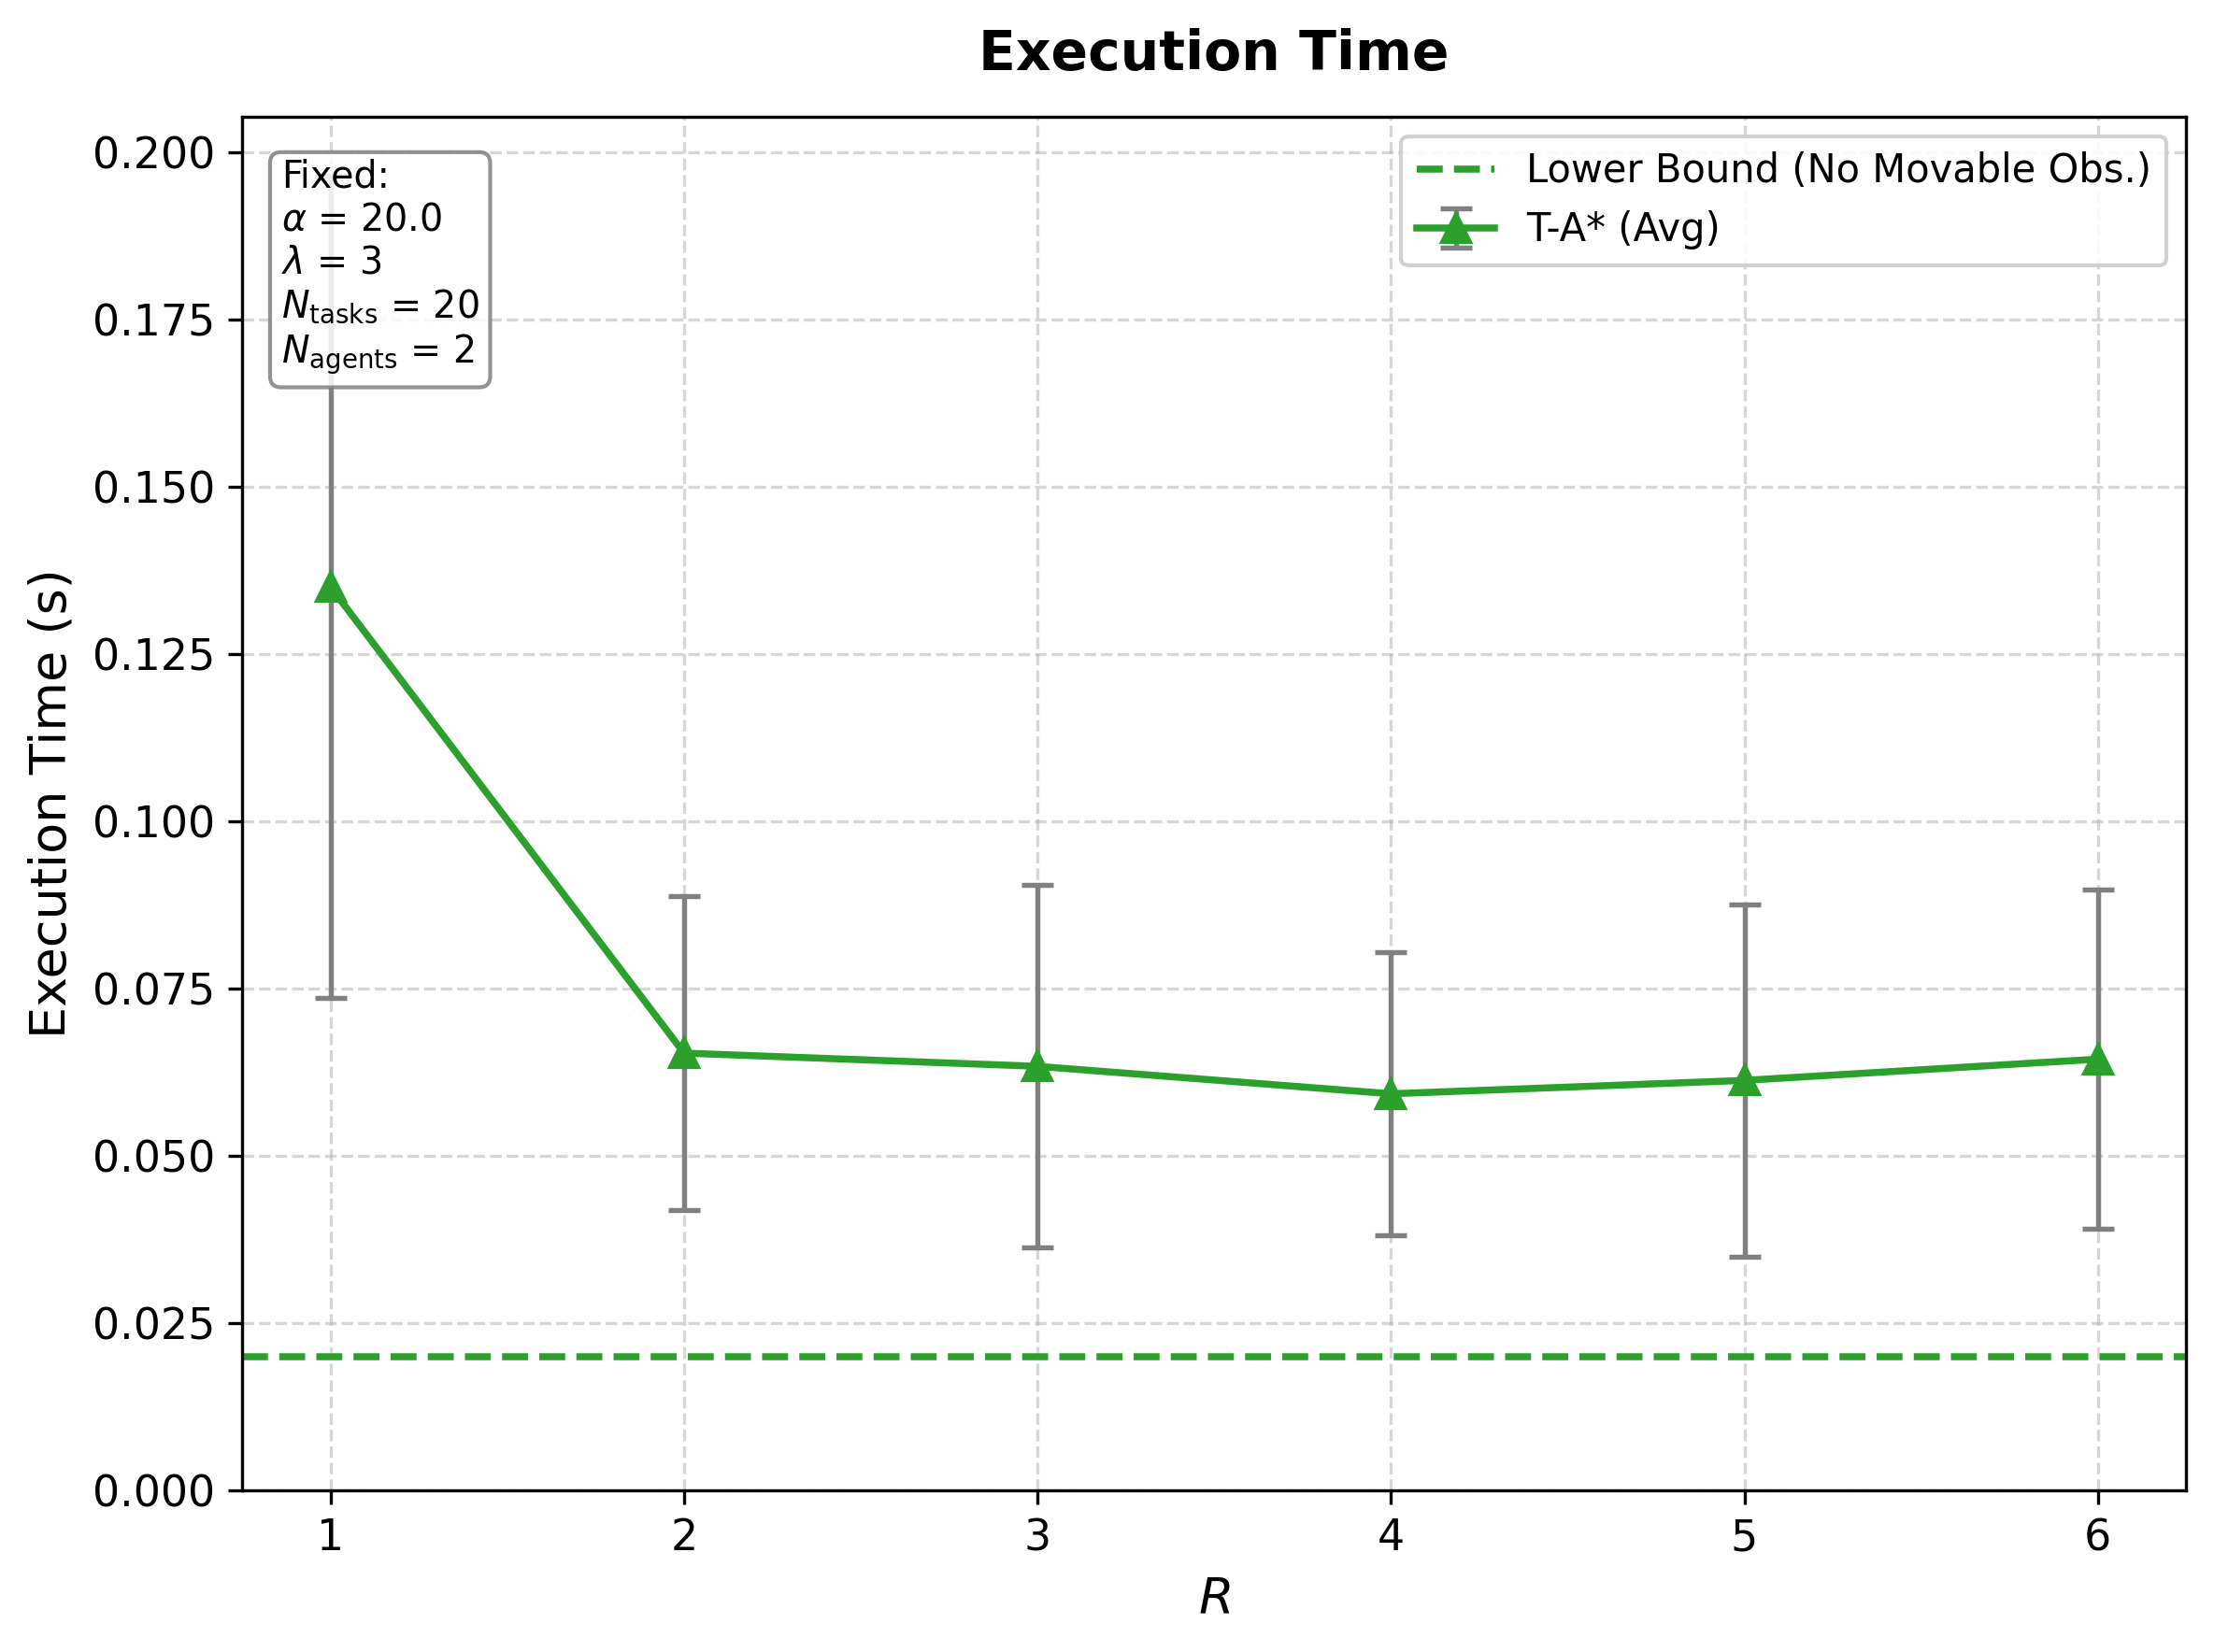 Execution Time
Fixed:
α = 20.0
λ = 3
N_tasks = 20
N_agents = 2
Lower Bound (No Movable Obs.)
T-A* (Avg)
Execution Time (s)
0.200
0.175
0.150
0.125
0.100
0.075
0.050
0.025
0.000
1 2 3 4 5 6
R